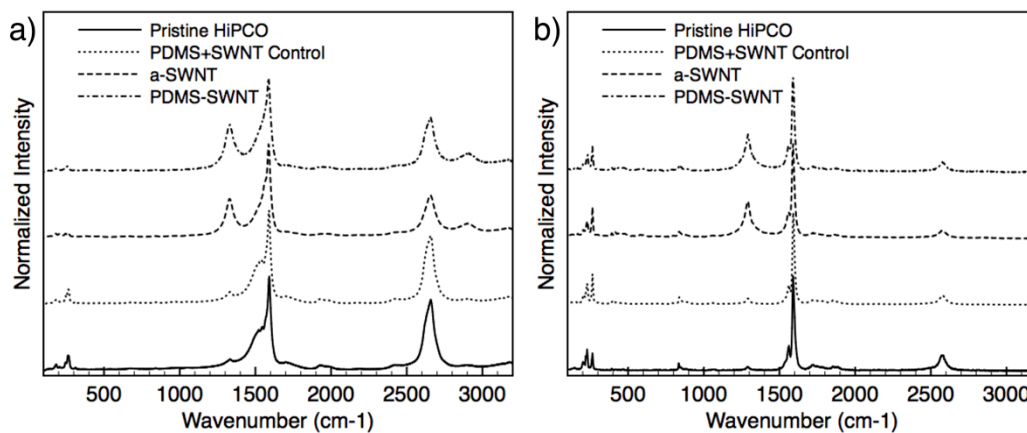 a)
Pristine HiPCO
PDMS+SWNT Control
a-SWNT
PDMS-SWNT
Normalized Intensity
500 1000 1500 2000 2500 3000
Wavenumber (cm-1)
b)
Pristine HiPCO
PDMS+SWNT Control
a-SWNT
PDMS-SWNT
Normalized Intensity
500 1000 1500 2000 2500 3000
Wavenumber (cm-1)